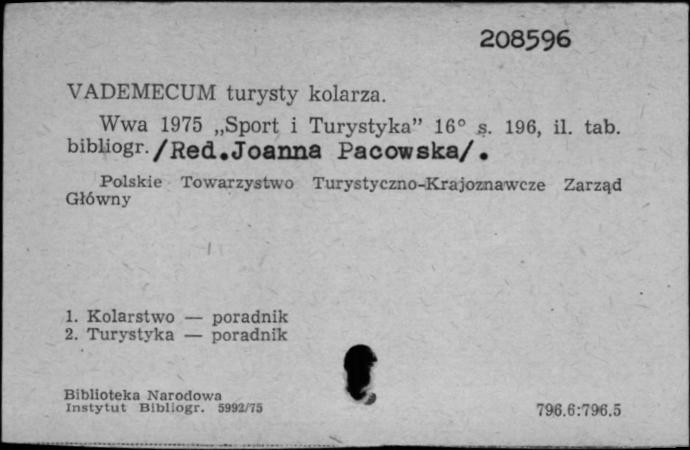 208596
VADEMECUM turysty kolarza.
Wwa 1975 „Sport i Turystyka” 16° s. 196, il. tab.
bibliogr. /Red.Joanna Pacowska/.
Polskie Towarzystwo Turystyczno-Krajoznawcze Zarząd
Główny
1. Kolarstwo — poradnik
2. Turystyka — poradnik
Biblioteka Narodowa
Instytut Bibliogr. 5992/75
796.6:796.5